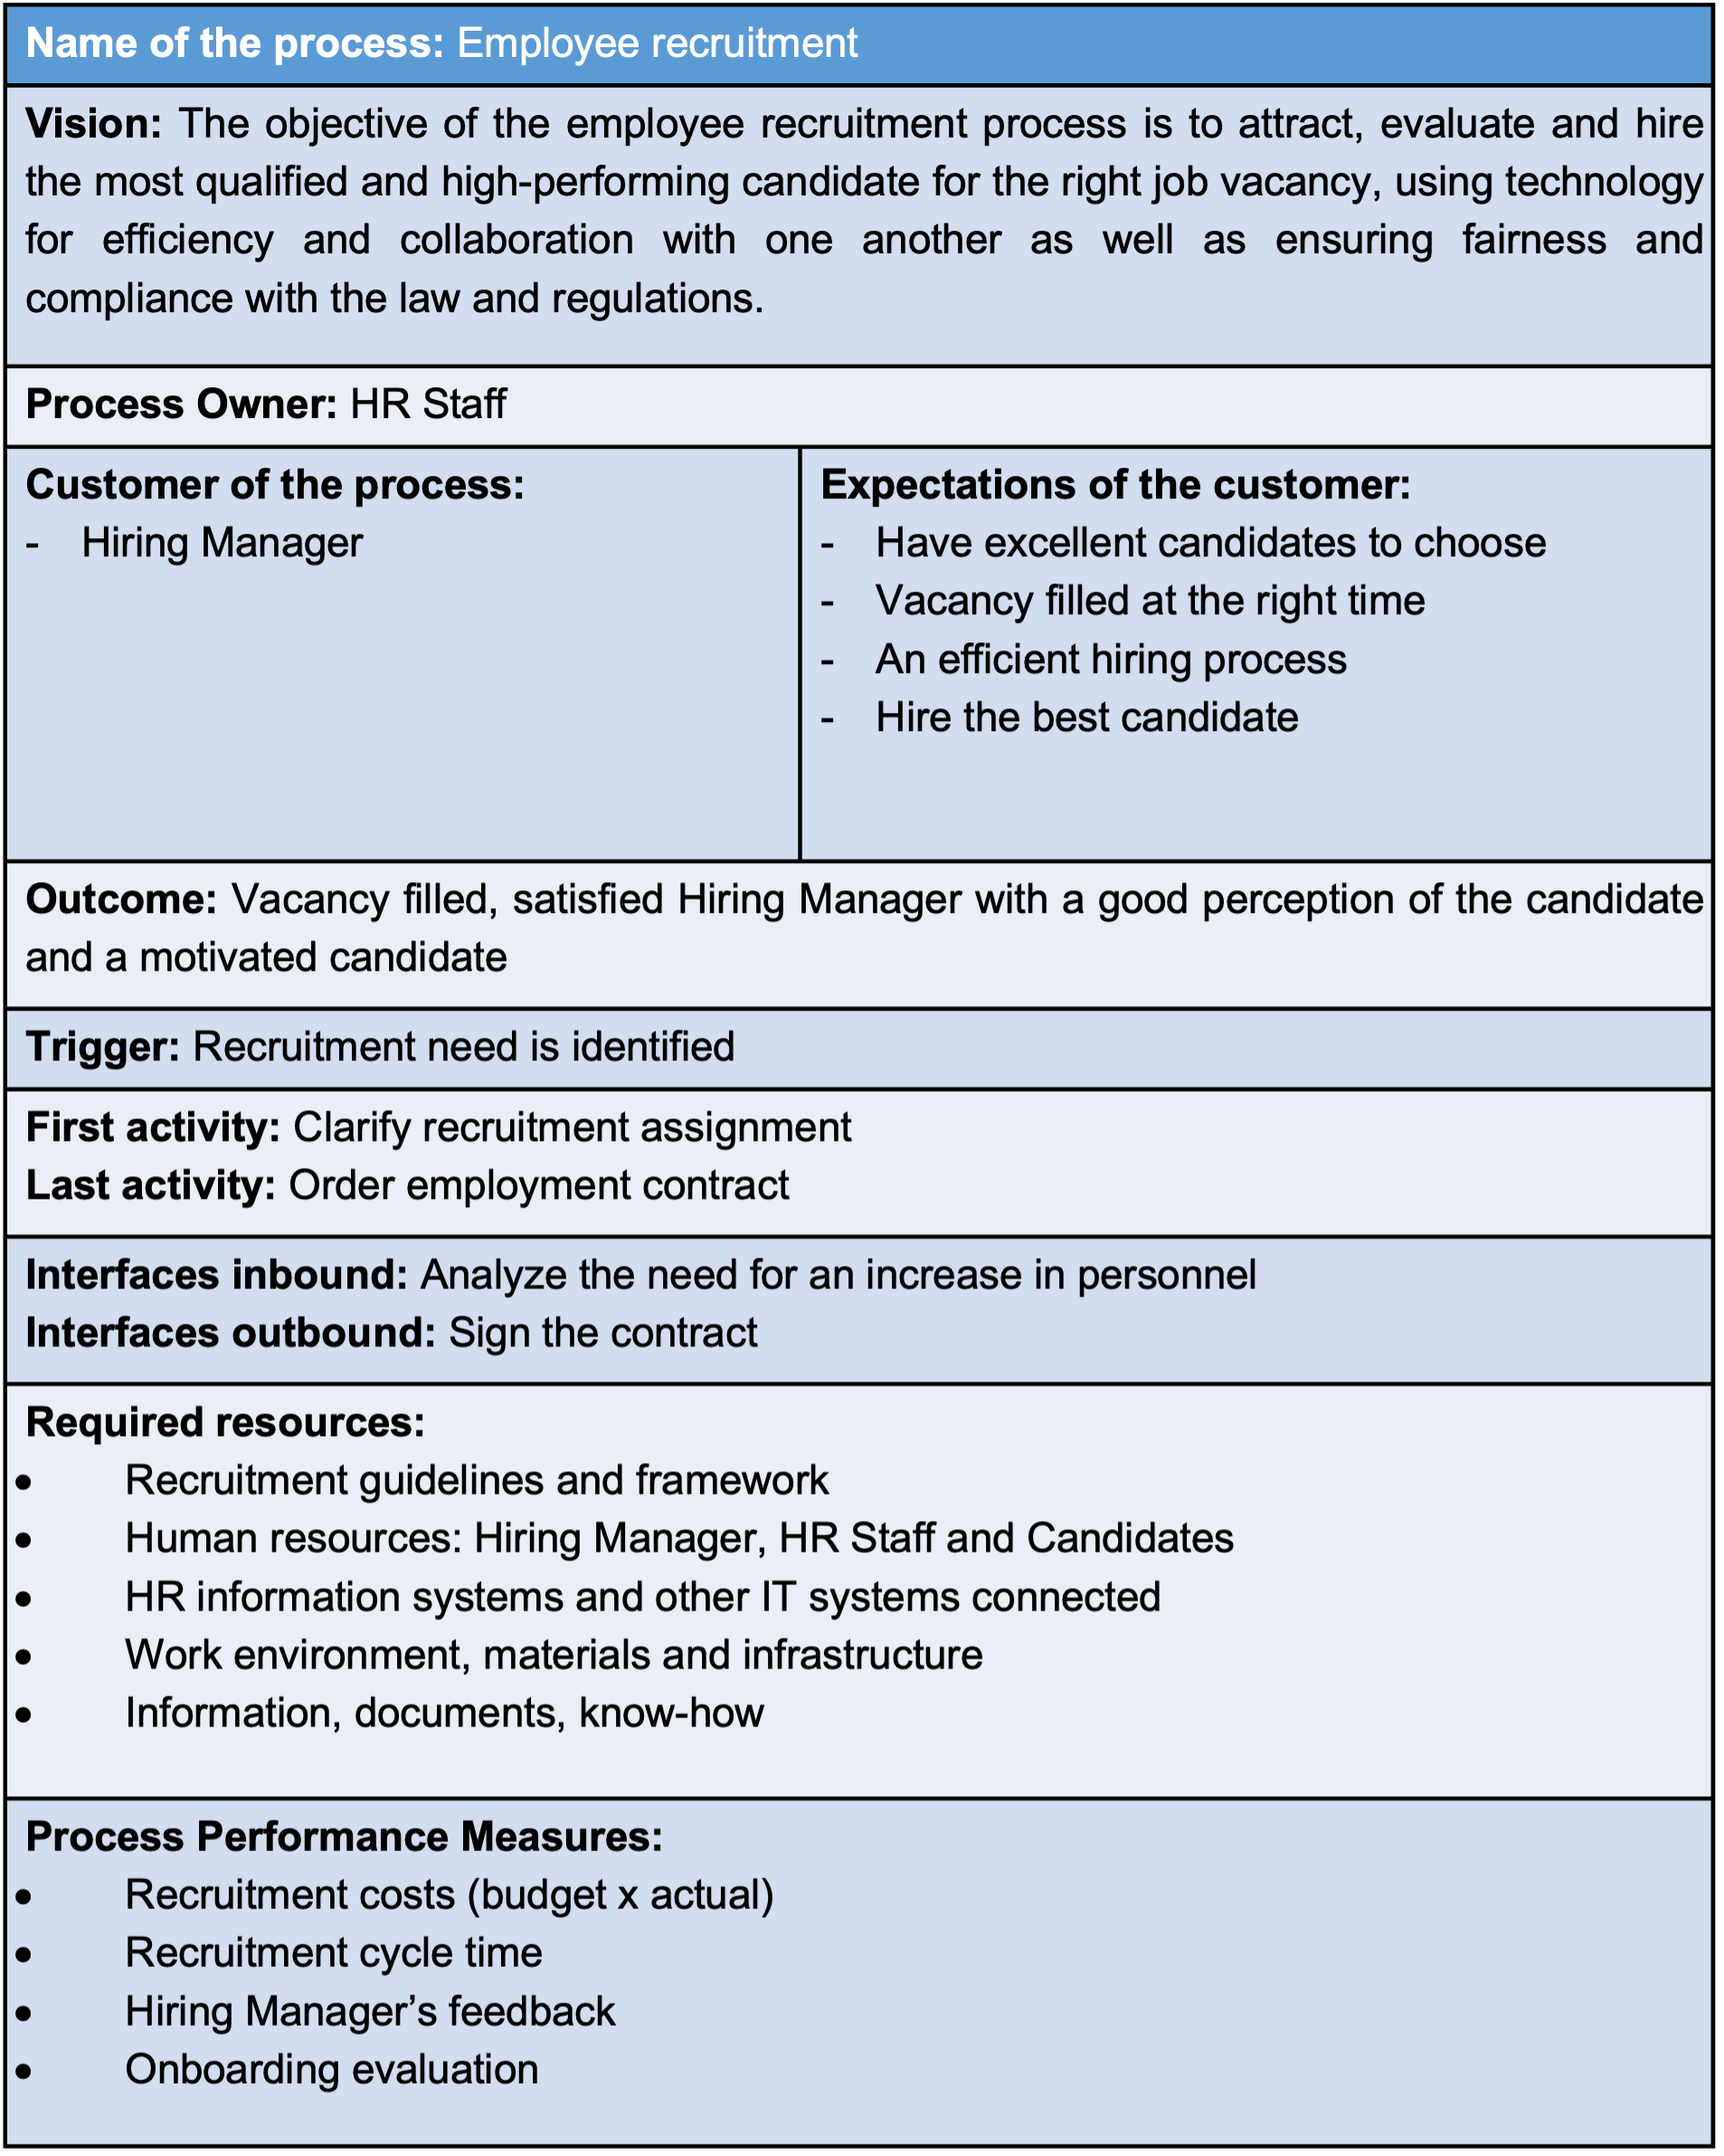 Name of the process: Employee recruitment
Vision: The objective of the employee recruitment process is to attract, evaluate and hire
the most qualified and high-performing candidate for the right job vacancy, using technology
for efficiency and collaboration with one another as well as ensuring fairness and
compliance with the law and regulations.
Process Owner: HR Staff
Customer of the process:
- Hiring Manager
Expectations of the customer:
- Have excellent candidates to choose
- Vacancy filled at the right time
- An efficient hiring process
- Hire the best candidate
Outcome: Vacancy filled, satisfied Hiring Manager with a good perception of the candidate
and a motivated candidate
Trigger: Recruitment need is identified
First activity: Clarify recruitment assignment
Last activity: Order employment contract
Interfaces inbound: Analyze the need for an increase in personnel
Interfaces outbound: Sign the contract
Required resources:
• Recruitment guidelines and framework
• Human resources: Hiring Manager, HR Staff and Candidates
• HR information systems and other IT systems connected
• Work environment, materials and infrastructure
• Information, documents, know-how
Process Performance Measures:
• Recruitment costs (budget x actual)
• Recruitment cycle time
• Hiring Manager’s feedback
• Onboarding evaluation